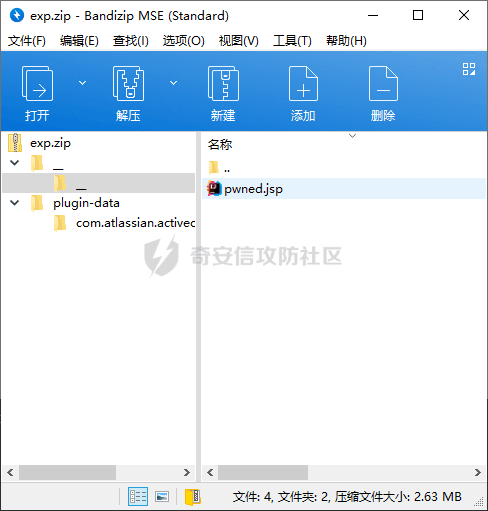 exp.zip - Bandizip MSE (Standard)
文件(F) 编辑(E) 查找(I) 选项(O) 视图(V) 工具(T) 帮助(H)
打开 解压 新建 添加 删除
exp.zip
__
__
plugin-data
com.atlassian.activec
名称
..
pwned.jsp
奇安信攻防社区
文件: 4, 文件夹: 2, 压缩文件大小: 2.63 MB